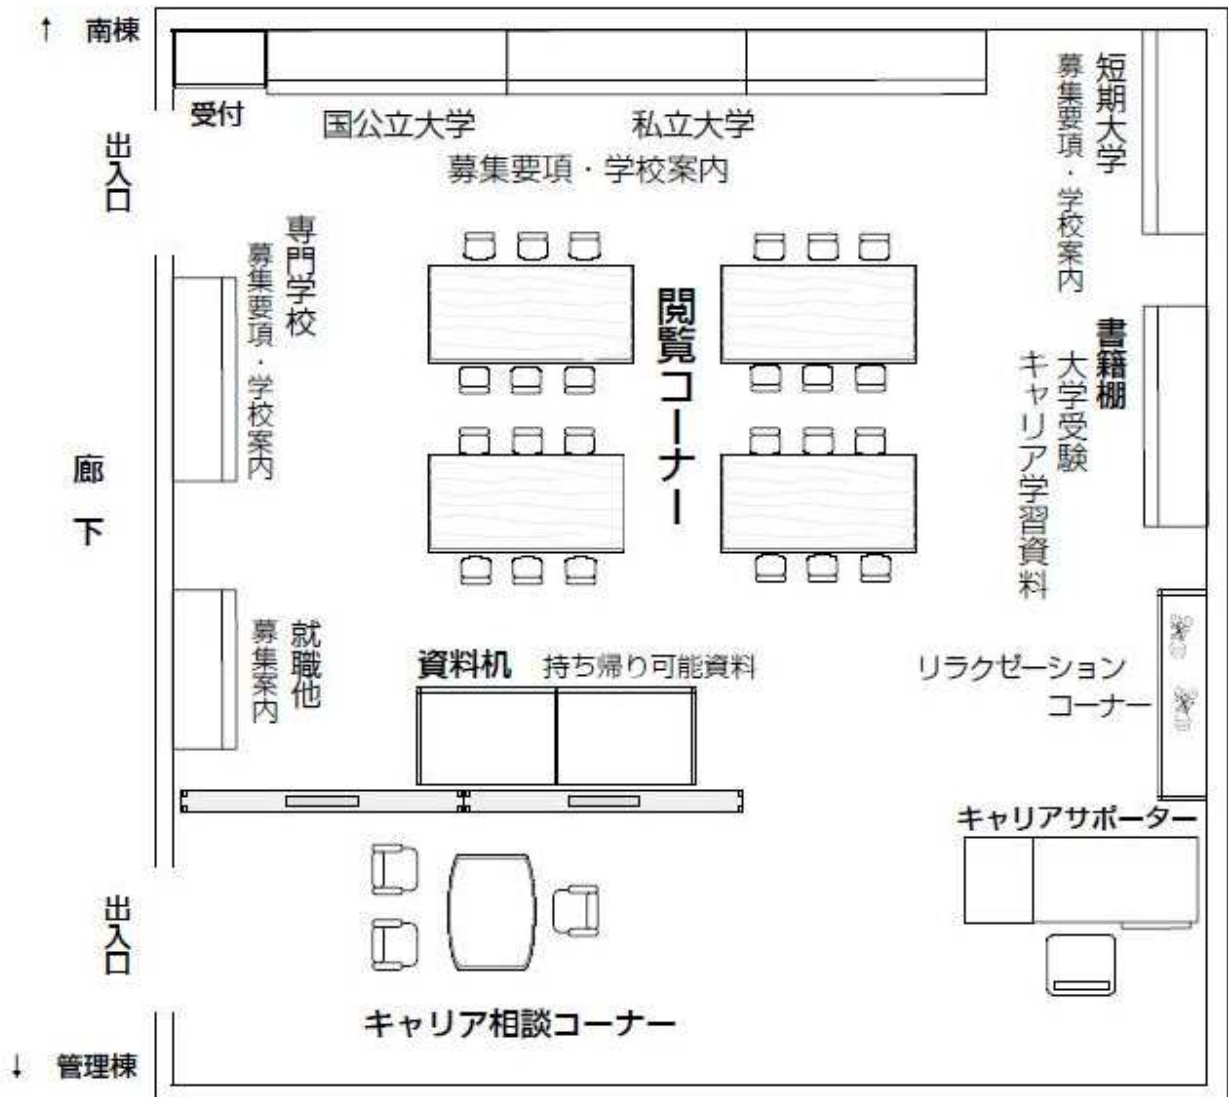 ↑ 南棟
受付
国公立大学
私立大学
募集要項・学校案内
短期大学
募集要項・学校案内
出入口
専門学校
募集要項・学校案内
閲覧コーナー
書籍棚
大学受験
キャリア学習資料
廊下
就職他
募集案内
資料机 持ち帰り可能資料
リラクゼーション
コーナー
キャリアサポーター
出入口
キャリア相談コーナー
↓ 管理棟